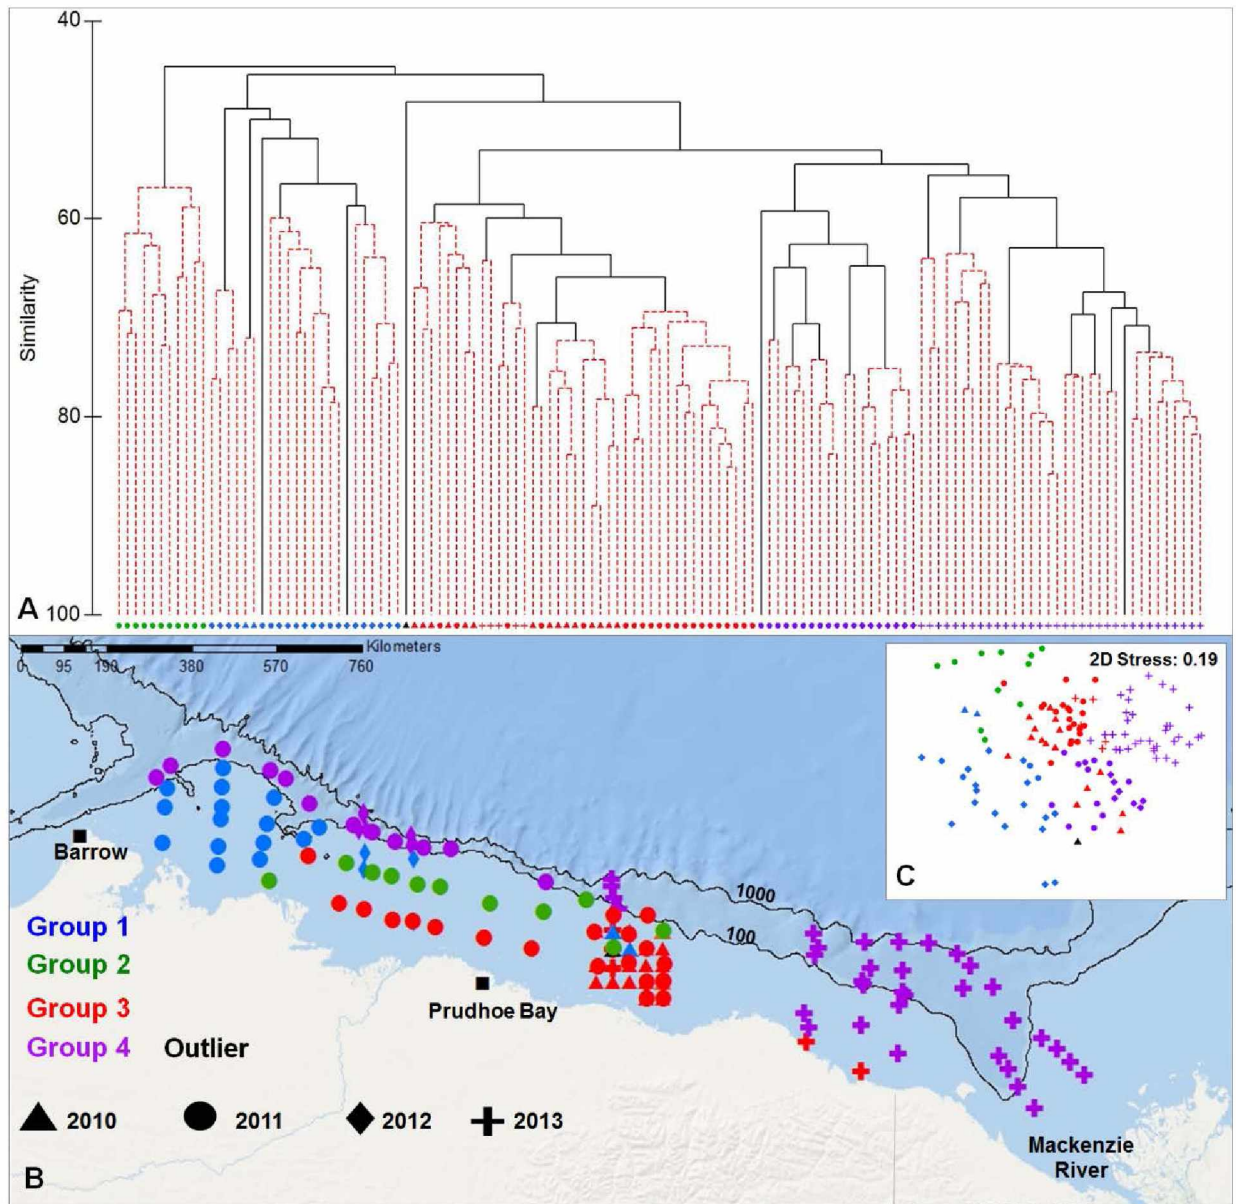 40
60
Similarity
80
100
A
Kilometers
0 95 190 380 570 760
2D Stress: 0.19
C
Barrow
1000
100
Group 1
Group 2
Group 3
Group 4 Outlier
Prudhoe Bay
2010 2011 2012 2013
Mackenzie
River
B